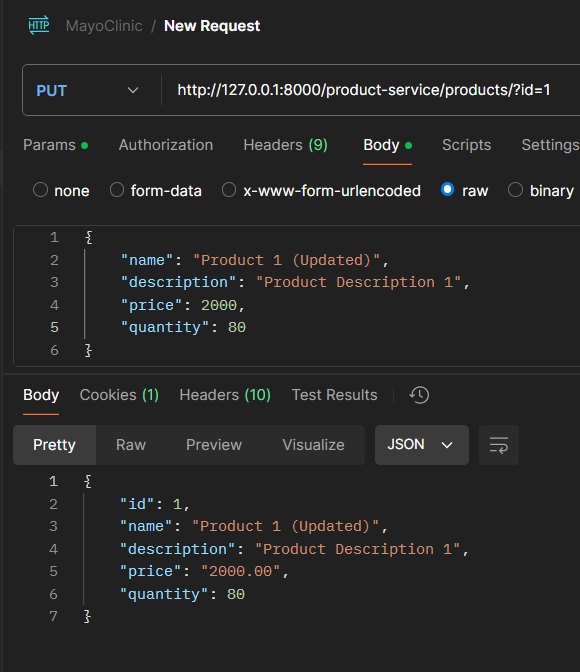 HTTP MayoClinic / New Request
PUT http://127.0.0.1:8000/product-service/products/?id=1
Params Authorization Headers (9) Body Scripts Settings
none form-data x-www-form-urlencoded raw binary
1 {
2 "name": "Product 1 (Updated)",
3 "description": "Product Description 1",
4 "price": 2000,
5 "quantity": 80
6 }
Body Cookies (1) Headers (10) Test Results
Pretty Raw Preview Visualize JSON
1 {
2 "id": 1,
3 "name": "Product 1 (Updated)",
4 "description": "Product Description 1",
5 "price": "2000.00",
6 "quantity": 80
7 }